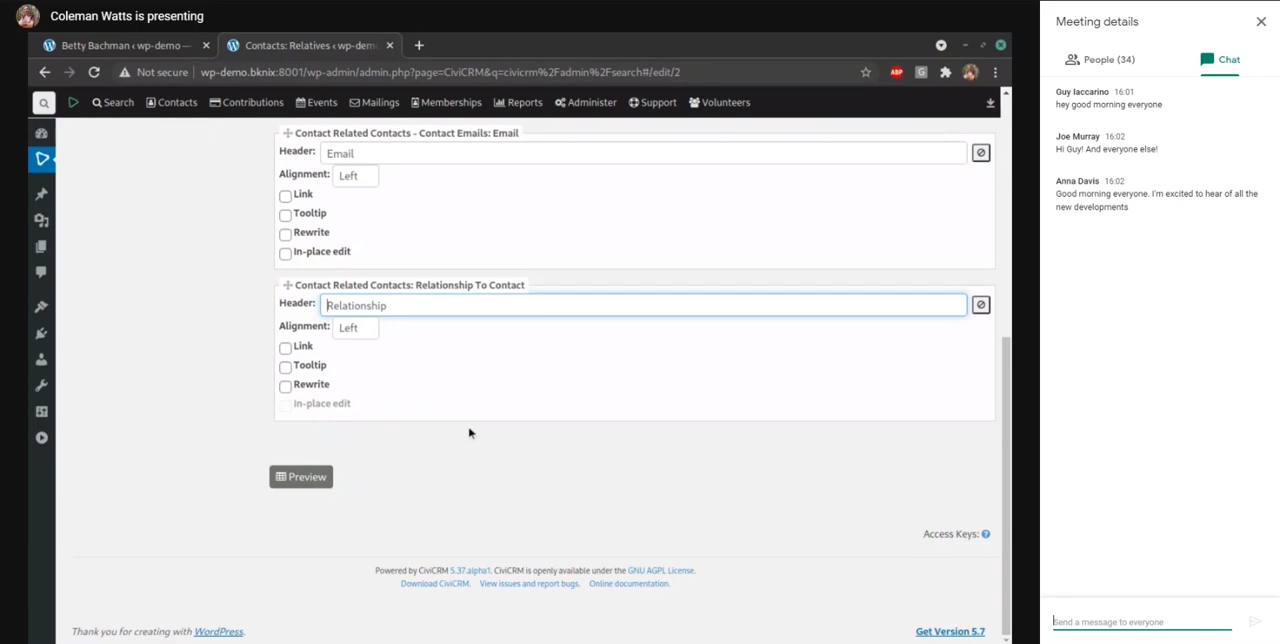 Coleman Watts is presenting
Betty Bachman ‹ wp-demo —
Contacts: Relatives ‹ wp-demo
Not secure
wp-demo.bknix:8001/wp-admin/admin.php?page=CiviCRM&q=civicrm%2Fadmin%2Fsearch#/edit/2
ABP
G
Search Contacts Contributions Events Mailings Memberships Reports Administer Support Volunteers
Contact Related Contacts - Contact Emails: Email
Header: Email
Alignment: Left
Link
Tooltip
Rewrite
In-place edit
Contact Related Contacts: Relationship To Contact
Header: Relationship
Alignment: Left
Link
Tooltip
Rewrite
In-place edit
Preview
Access Keys:
Powered by CiviCRM 5.37.alpha1. CiviCRM is openly available under the GNU AGPL License.
Download CiviCRM. View issues and report bugs. Online documentation.
Thank you for creating with WordPress.
Get Version 5.7
Meeting details
People (34)
Chat
Guy Iaccarino 16:01
hey good morning everyone
Joe Murray 16:02
Hi Guy! And everyone else!
Anna Davis 16:02
Good morning everyone. I'm excited to hear of all the
new developments
Send a message to everyone